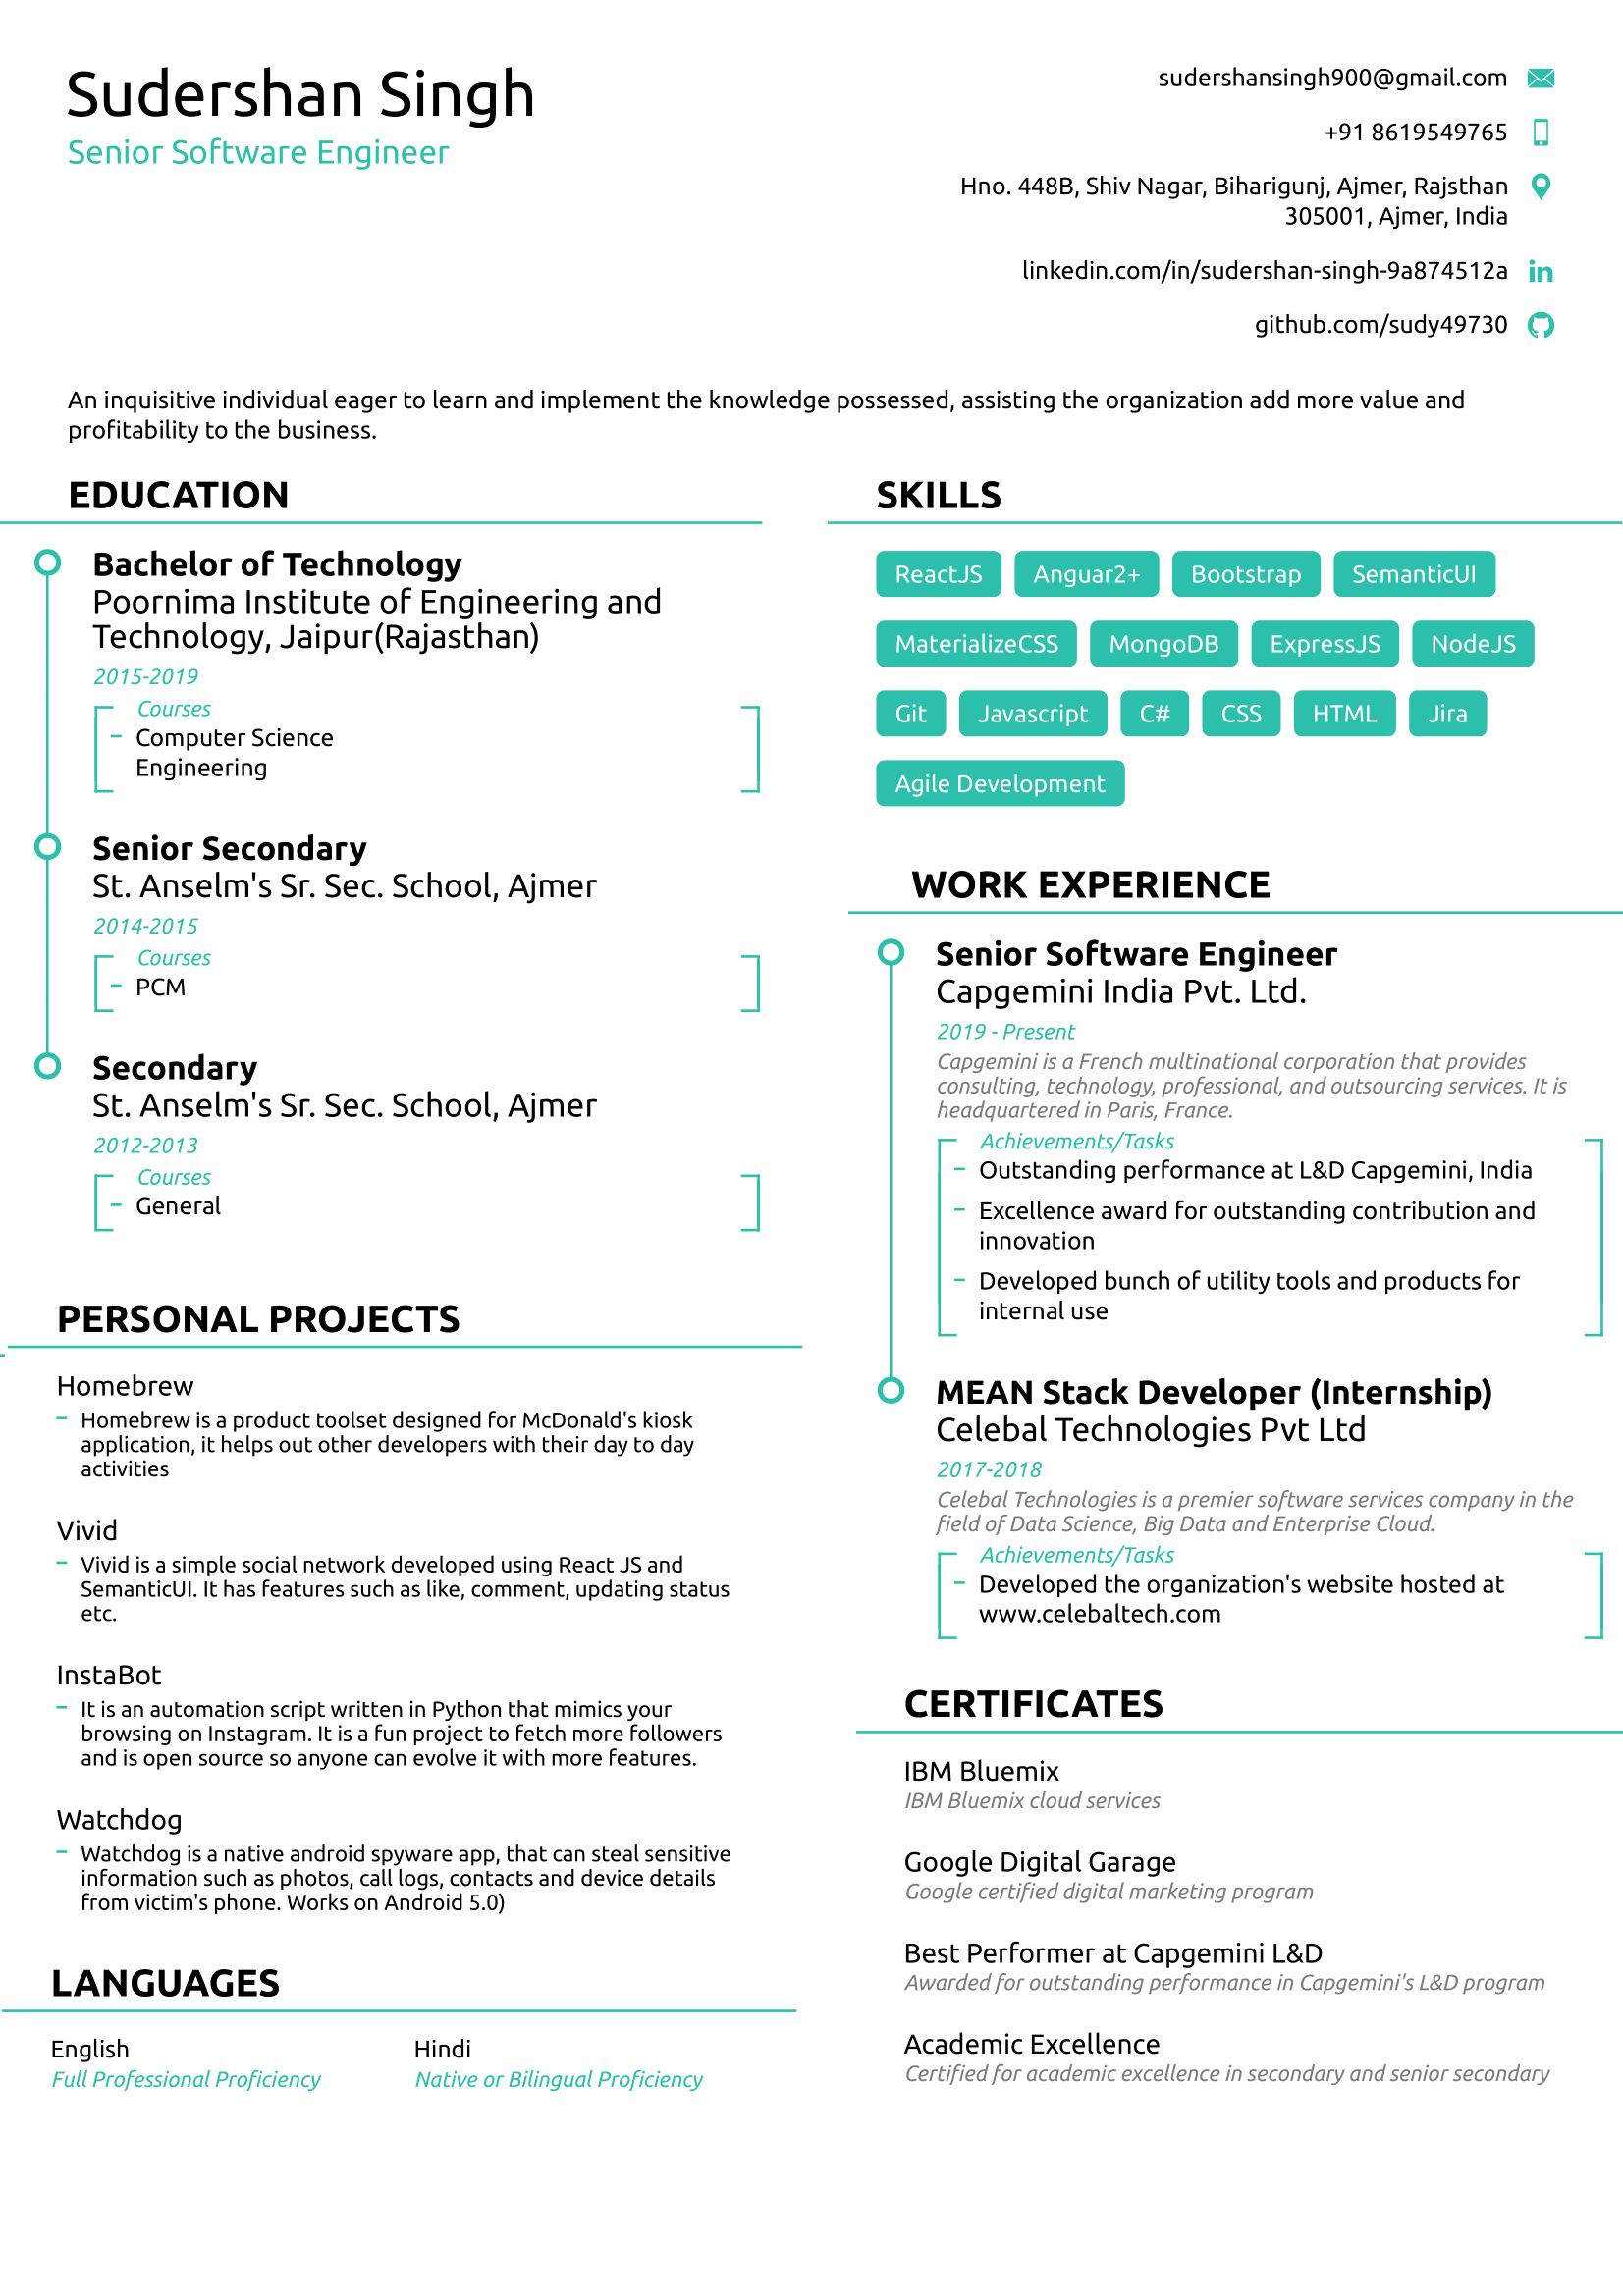 Sudershan Singh
Senior Software Engineer
sudershansingh900@gmail.com
+91 8619549765
Hno. 448B, Shiv Nagar, Biharigunj, Ajmer, Rajsthan
305001, Ajmer, India
linkedin.com/in/sudershan-singh-9a874512a
github.com/sudy49730
An inquisitive individual eager to learn and implement the knowledge possessed, assisting the organization add more value and
profitability to the business.
EDUCATION
Bachelor of Technology
Poornima Institute of Engineering and
Technology, Jaipur(Rajasthan)
2015-2019
Courses
– Computer Science
Engineering
Senior Secondary
St. Anselm's Sr. Sec. School, Ajmer
2014-2015
Courses
– PCM
Secondary
St. Anselm's Sr. Sec. School, Ajmer
2012-2013
Courses
– General
PERSONAL PROJECTS
Homebrew
– Homebrew is a product toolset designed for McDonald's kiosk
application, it helps out other developers with their day to day
activities
Vivid
– Vivid is a simple social network developed using React JS and
SemanticUI. It has features such as like, comment, updating status
etc.
InstaBot
– It is an automation script written in Python that mimics your
browsing on Instagram. It is a fun project to fetch more followers
and is open source so anyone can evolve it with more features.
Watchdog
– Watchdog is a native android spyware app, that can steal sensitive
information such as photos, call logs, contacts and device details
from victim's phone. Works on Android 5.0)
LANGUAGES
English
Full Professional Proficiency
Hindi
Native or Bilingual Proficiency
SKILLS
ReactJS Anguar2+ Bootstrap SemanticUI
MaterializeCSS MongoDB ExpressJS NodeJS
Git Javascript C# CSS HTML Jira
Agile Development
WORK EXPERIENCE
Senior Software Engineer
Capgemini India Pvt. Ltd.
2019 - Present
Capgemini is a French multinational corporation that provides
consulting, technology, professional, and outsourcing services. It is
headquartered in Paris, France.
Achievements/Tasks
– Outstanding performance at L&D Capgemini, India
– Excellence award for outstanding contribution and
innovation
– Developed bunch of utility tools and products for
internal use
MEAN Stack Developer (Internship)
Celebal Technologies Pvt Ltd
2017-2018
Celebal Technologies is a premier software services company in the
field of Data Science, Big Data and Enterprise Cloud.
Achievements/Tasks
– Developed the organization's website hosted at
www.celebaltech.com
CERTIFICATES
IBM Bluemix
IBM Bluemix cloud services
Google Digital Garage
Google certified digital marketing program
Best Performer at Capgemini L&D
Awarded for outstanding performance in Capgemini's L&D program
Academic Excellence
Certified for academic excellence in secondary and senior secondary